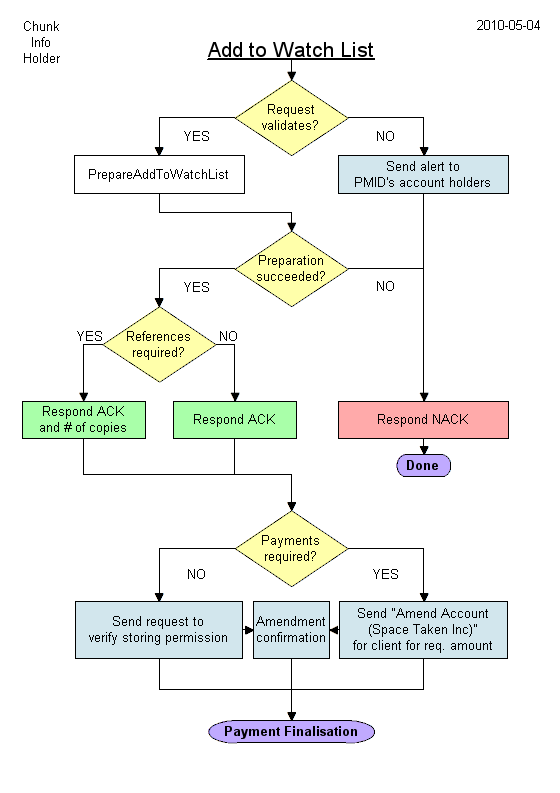 Chunk
Info
Holder
2010-05-04
Add to Watch List
Request
validates?
YES
NO
PrepareAddToWatchList
Send alert to
PMID's account holders
Preparation
succeeded?
YES
NO
References
required?
YES
NO
Respond ACK
and # of copies
Respond ACK
Respond NACK
Done
Payments
required?
NO
YES
Send request to
verify storing permission
Amendment
confirmation
Send "Amend Account
(Space Taken Inc)"
for client for req. amount
Payment Finalisation